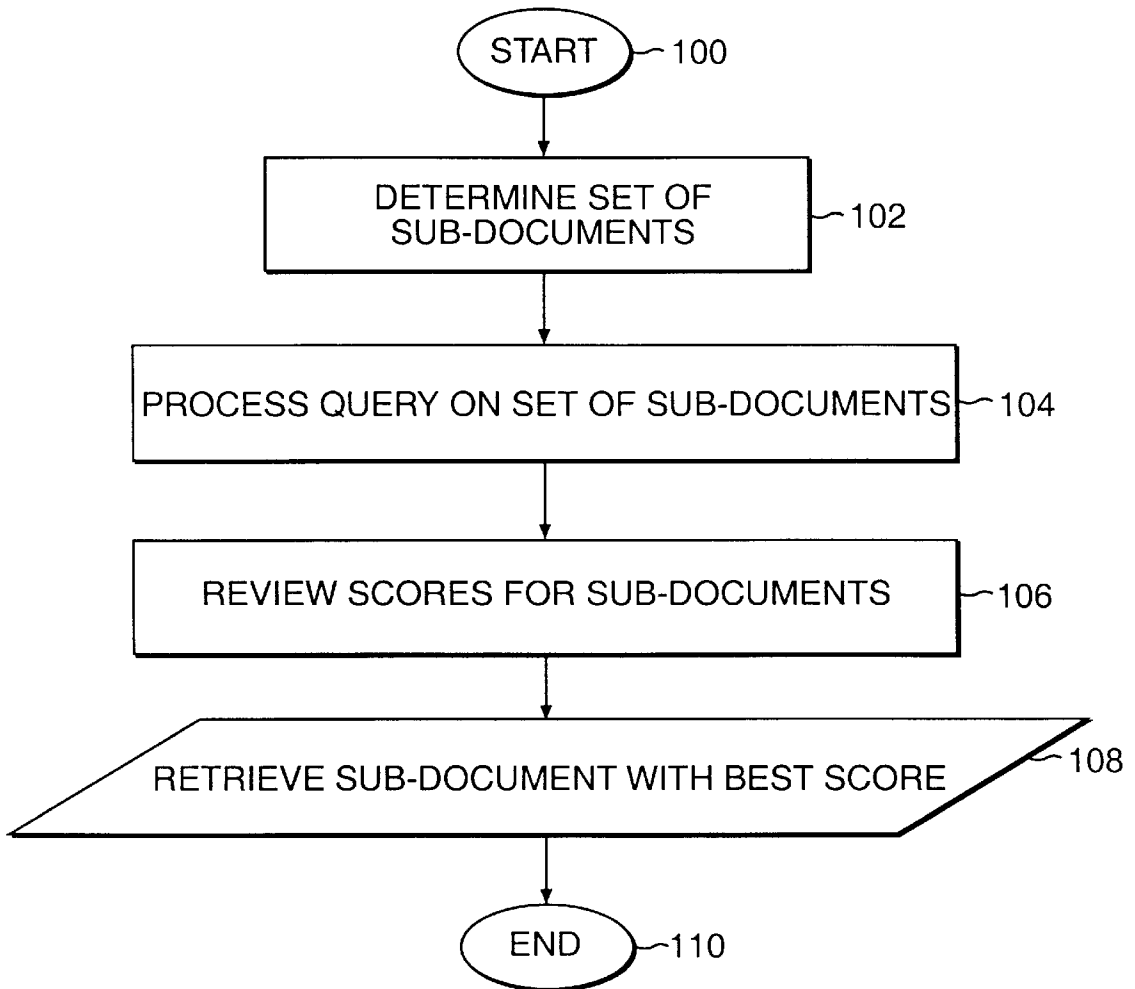 START
100
DETERMINE SET OF
SUB-DOCUMENTS
102
PROCESS QUERY ON SET OF SUB-DOCUMENTS
104
REVIEW SCORES FOR SUB-DOCUMENTS
106
RETRIEVE SUB-DOCUMENT WITH BEST SCORE
108
END
110